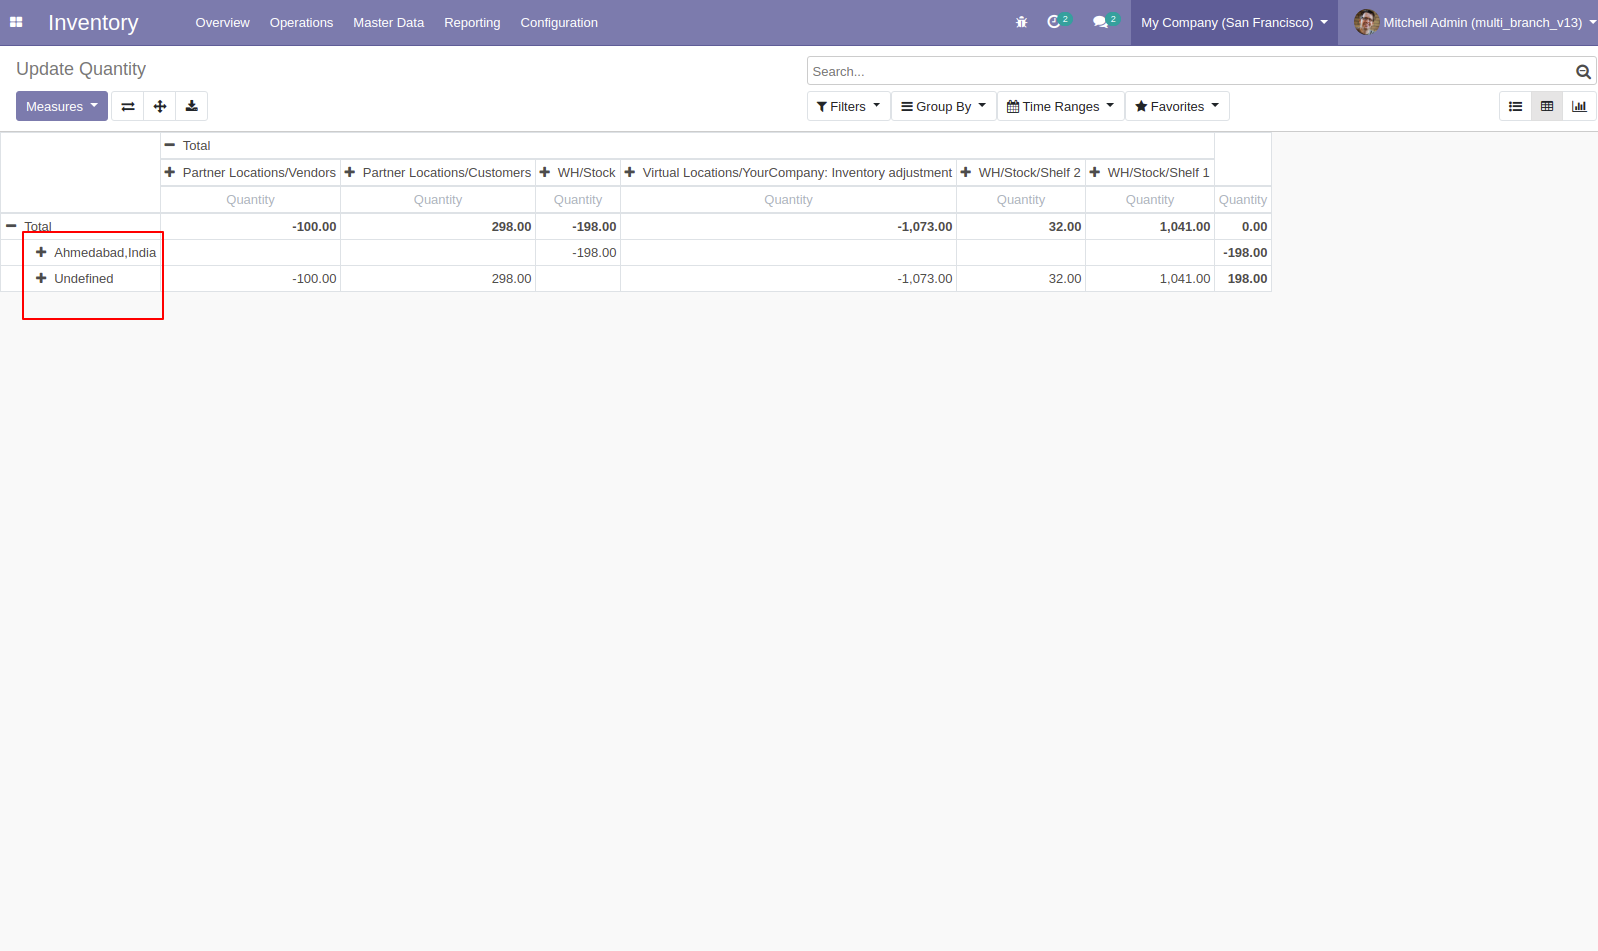 Inventory Overview Operations Master Data Reporting Configuration 2 2 My Company (San Francisco) Mitchell Admin (multi_branch_v13)
Update Quantity
Search...
Measures Filters Group By Time Ranges Favorites
Total
Partner Locations/Vendors Partner Locations/Customers WH/Stock Virtual Locations/YourCompany: Inventory adjustment WH/Stock/Shelf 2 WH/Stock/Shelf 1
Quantity Quantity Quantity Quantity Quantity Quantity Quantity
Total -100.00 298.00 -198.00 -1,073.00 32.00 1,041.00 0.00
Ahmedabad,India -198.00 -198.00
Undefined -100.00 298.00 -1,073.00 32.00 1,041.00 198.00